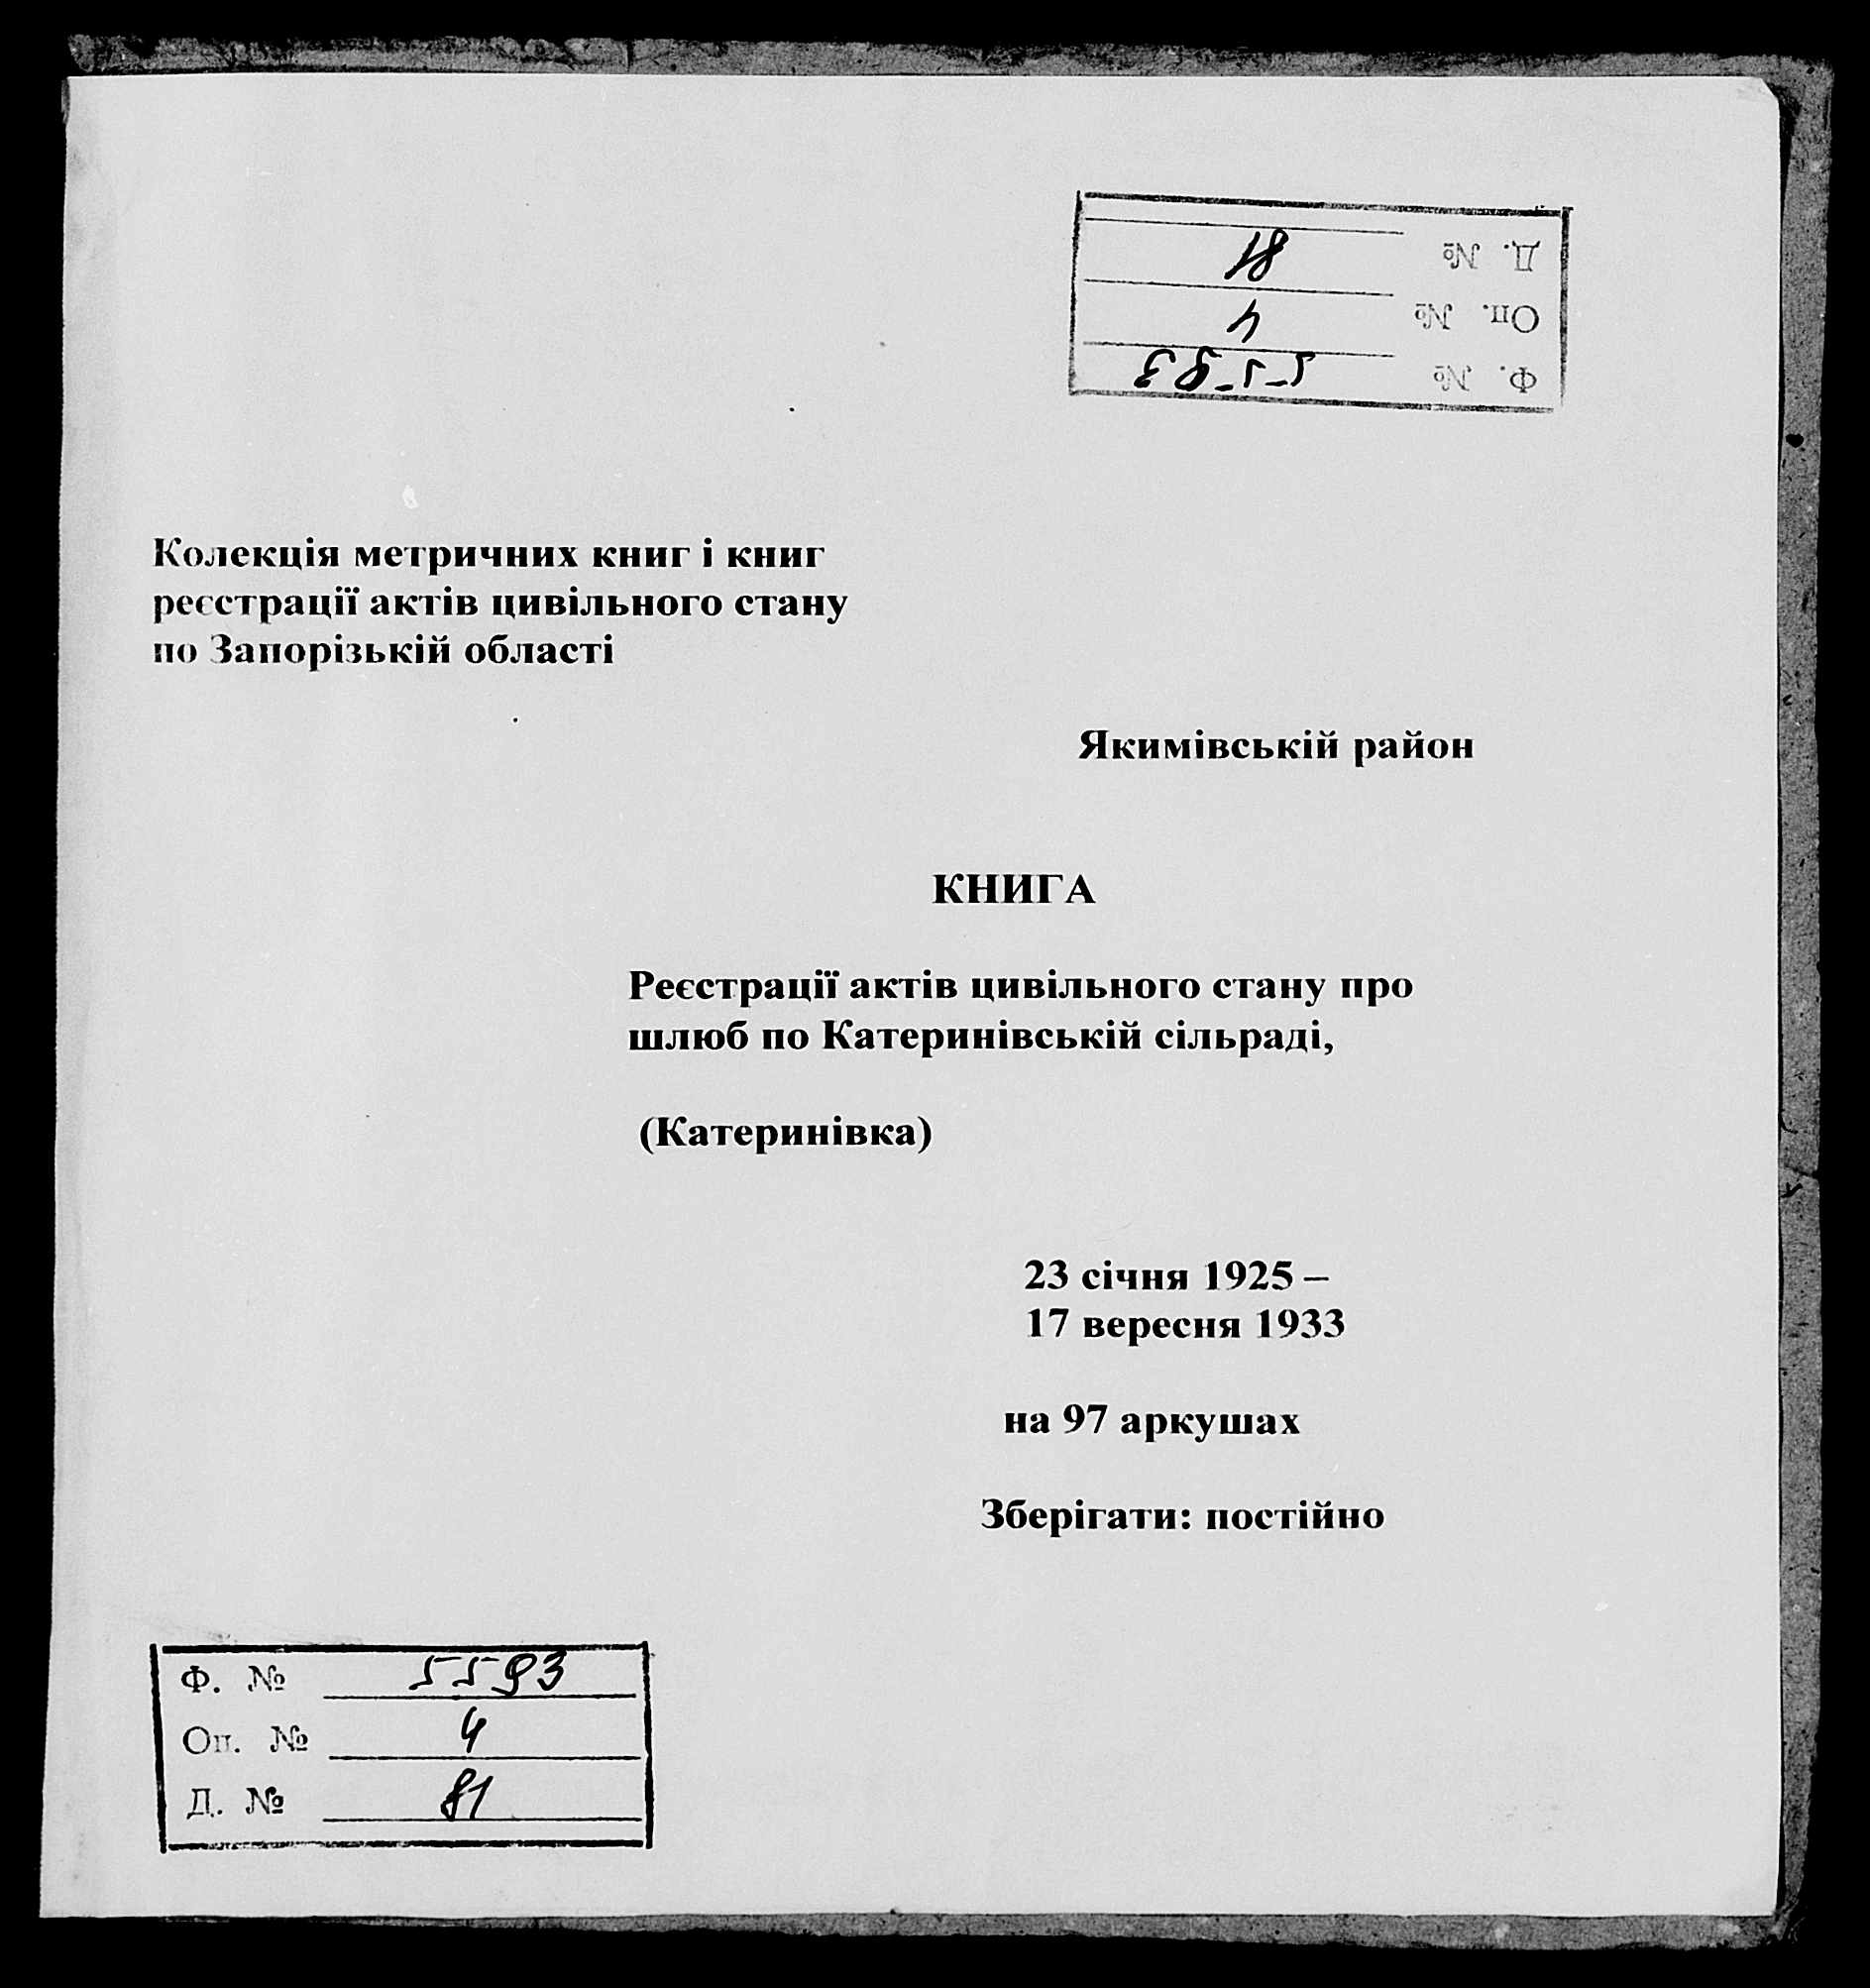 Д. № 81
Оп. № 4
Ф. № 5593
Колекція метричних книг і книг
реєстрації актів цивільного стану
по Запорізькій області
Якимівській район
КНИГА
Реєстрації актів цивільного стану про
шлюб по Катеринівській сільраді,
(Катеринівка)
23 січня 1925 –
17 вересня 1933
на 97 аркушах
Зберігати: постійно
Ф. № 5593
Оп. № 4
Д. № 81